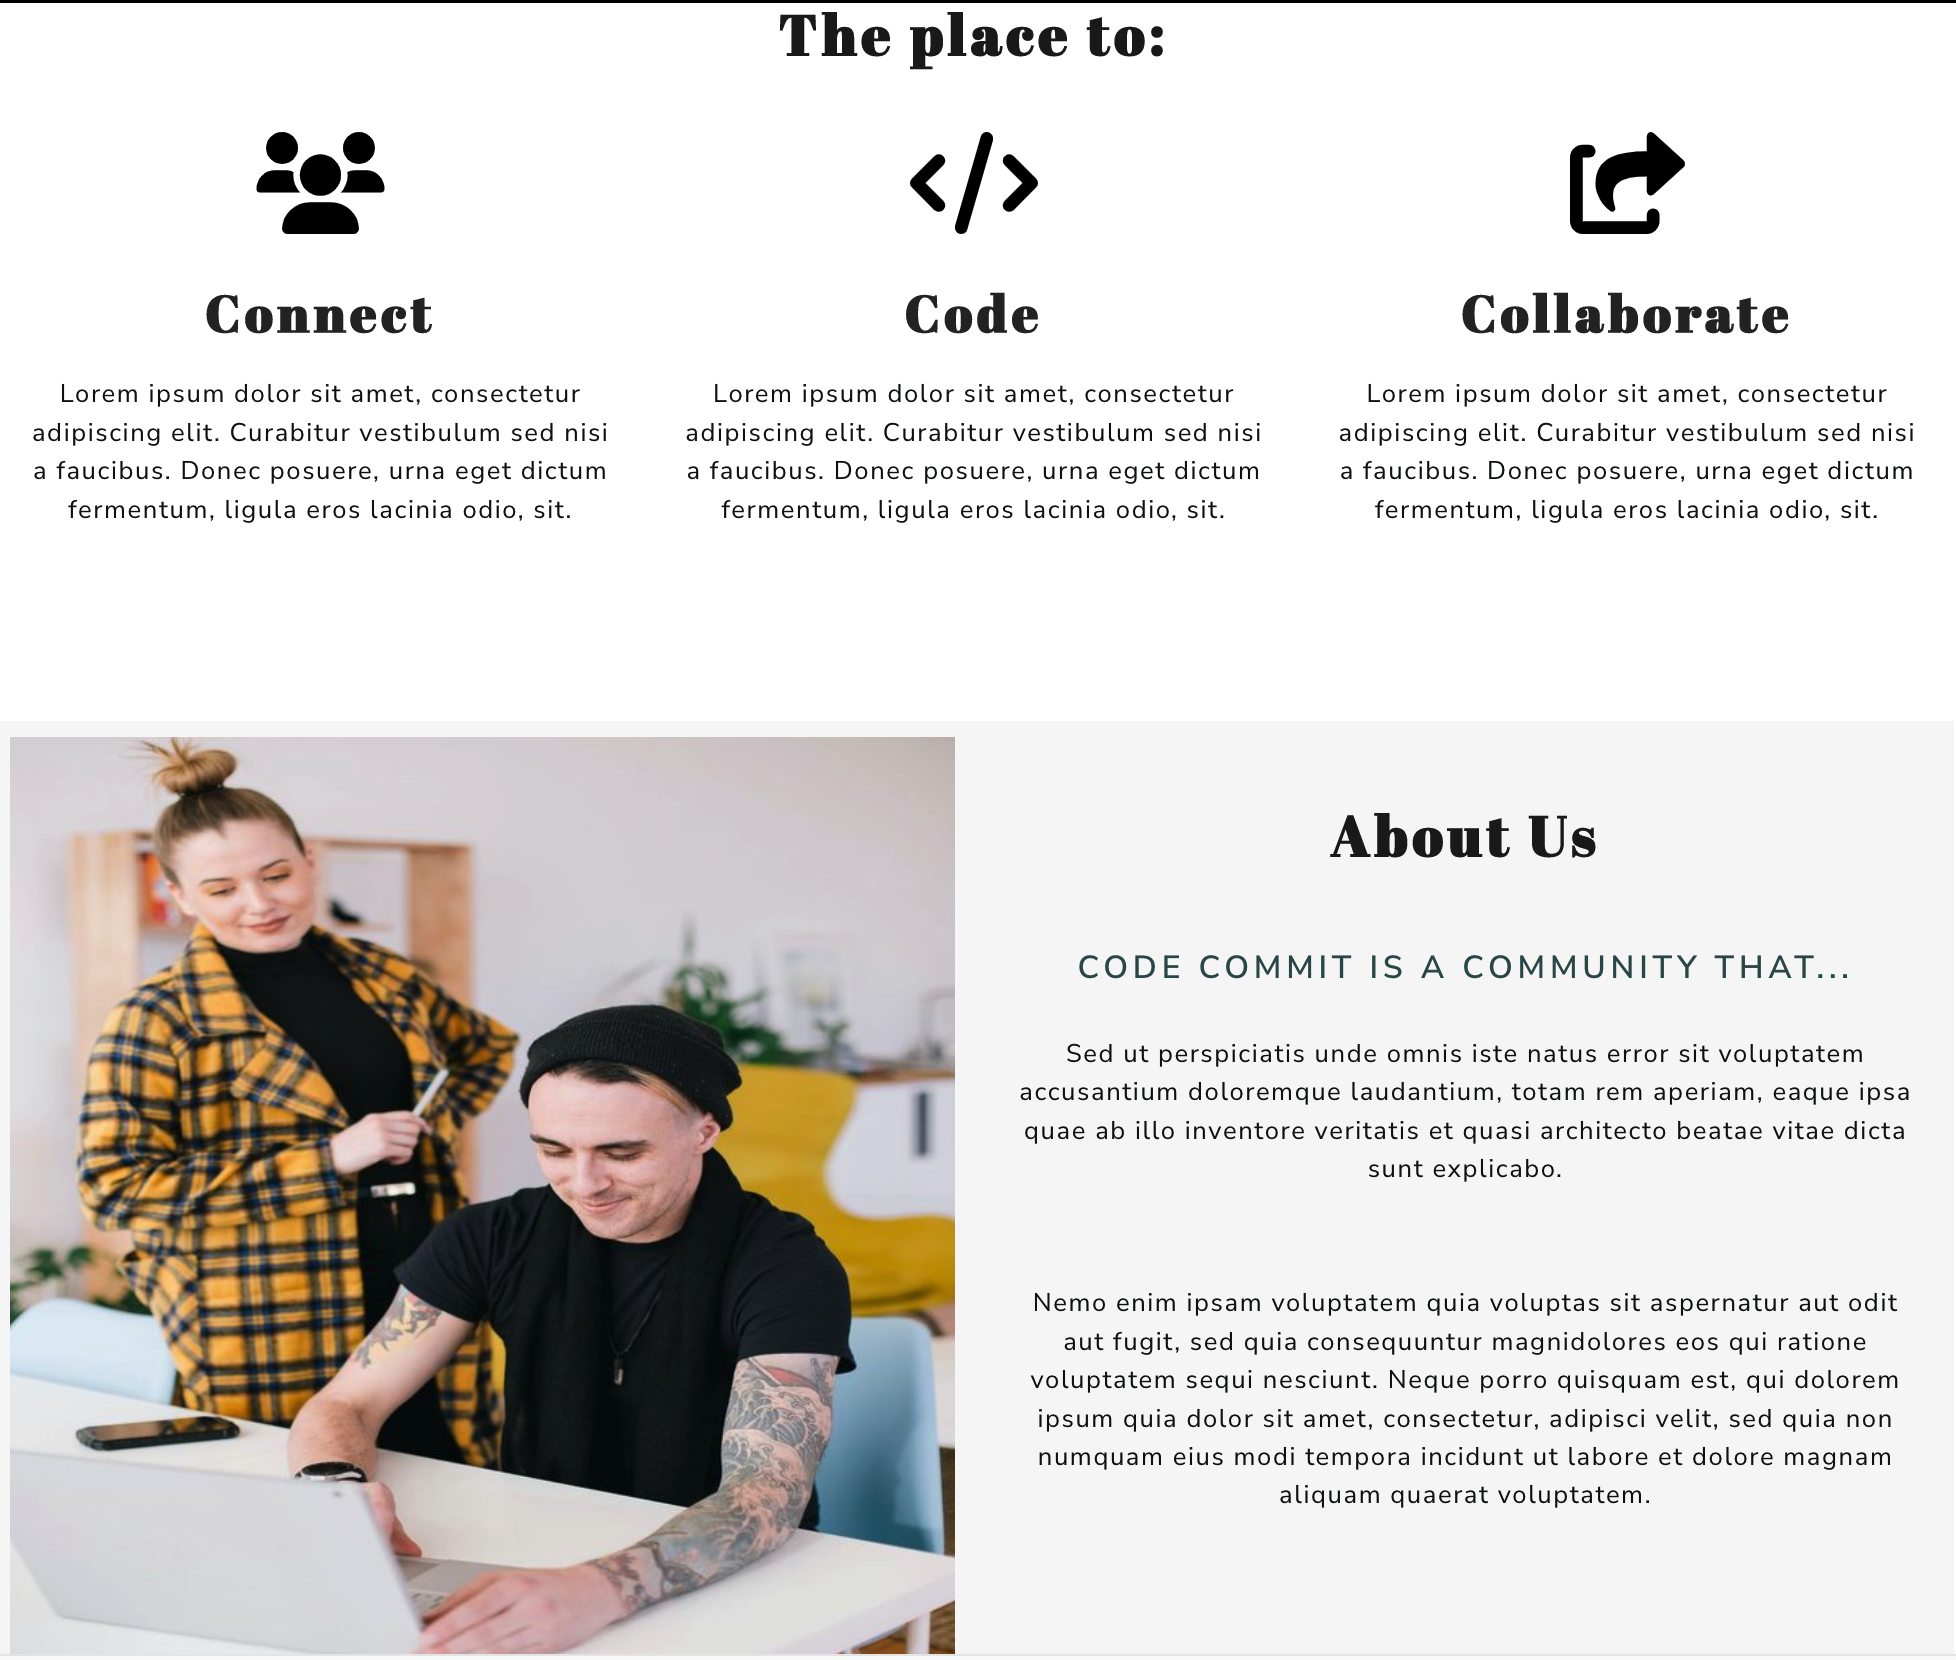 The place to:
Connect
Lorem ipsum dolor sit amet, consectetur
adipiscing elit. Curabitur vestibulum sed nisi
a faucibus. Donec posuere, urna eget dictum
fermentum, ligula eros lacinia odio, sit.
Code
Lorem ipsum dolor sit amet, consectetur
adipiscing elit. Curabitur vestibulum sed nisi
a faucibus. Donec posuere, urna eget dictum
fermentum, ligula eros lacinia odio, sit.
Collaborate
Lorem ipsum dolor sit amet, consectetur
adipiscing elit. Curabitur vestibulum sed nisi
a faucibus. Donec posuere, urna eget dictum
fermentum, ligula eros lacinia odio, sit.
About Us
CODE COMMIT IS A COMMUNITY THAT...
Sed ut perspiciatis unde omnis iste natus error sit voluptatem
accusantium doloremque laudantium, totam rem aperiam, eaque ipsa
quae ab illo inventore veritatis et quasi architecto beatae vitae dicta
sunt explicabo.
Nemo enim ipsam voluptatem quia voluptas sit aspernatur aut odit
aut fugit, sed quia consequuntur magnidolores eos qui ratione
voluptatem sequi nesciunt. Neque porro quisquam est, qui dolorem
ipsum quia dolor sit amet, consectetur, adipisci velit, sed quia non
numquam eius modi tempora incidunt ut labore et dolore magnam
aliquam quaerat voluptatem.